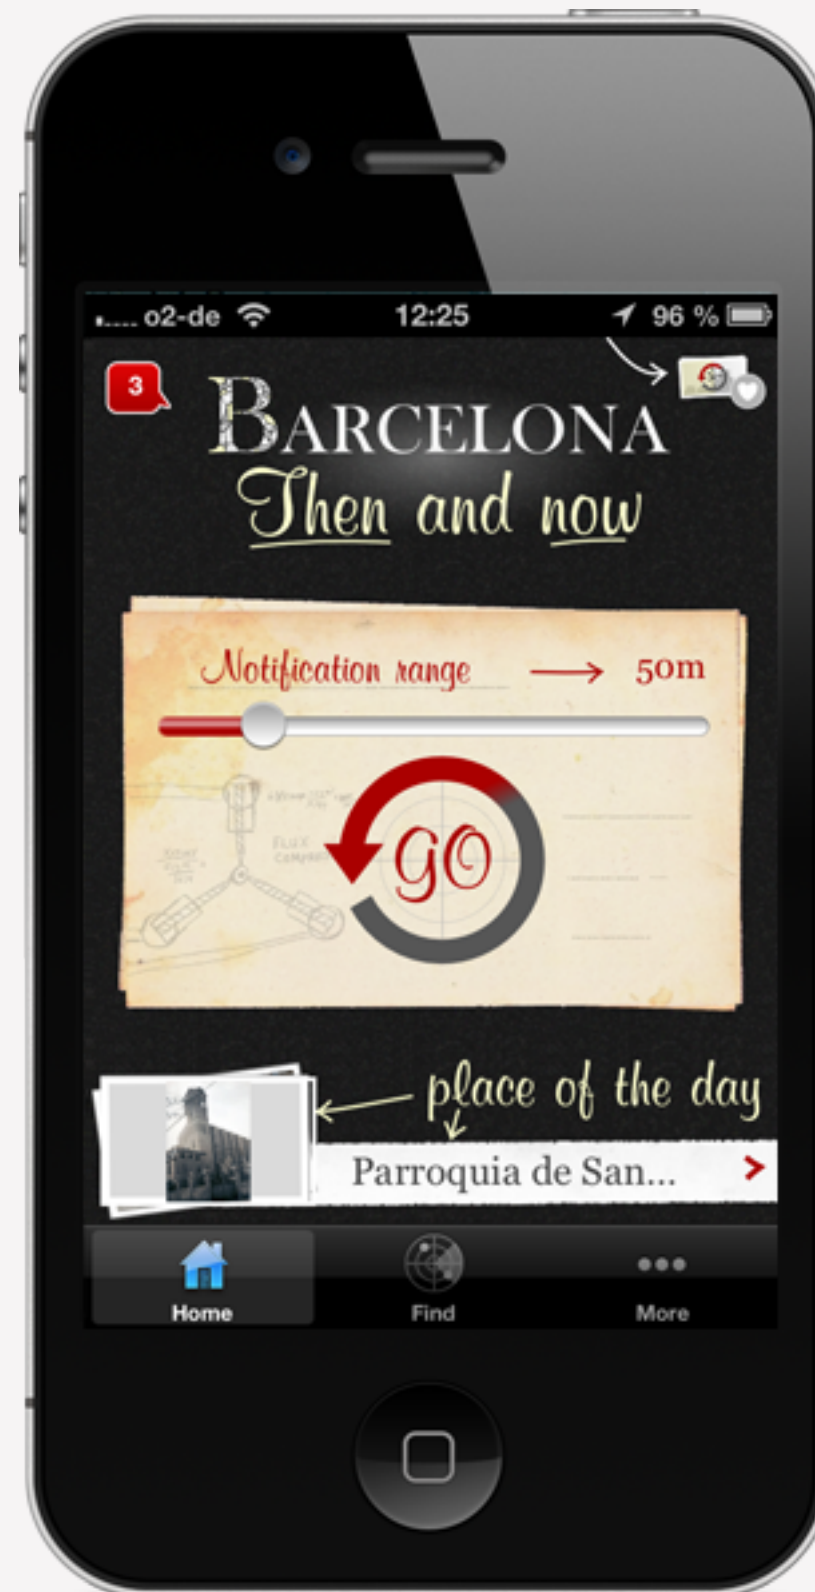 o2-de 12:25 96 %
3
BARCELONA
Then and now
Notification range 50m
FLUX
GO
place of the day
Parroquia de San...
Home Find More